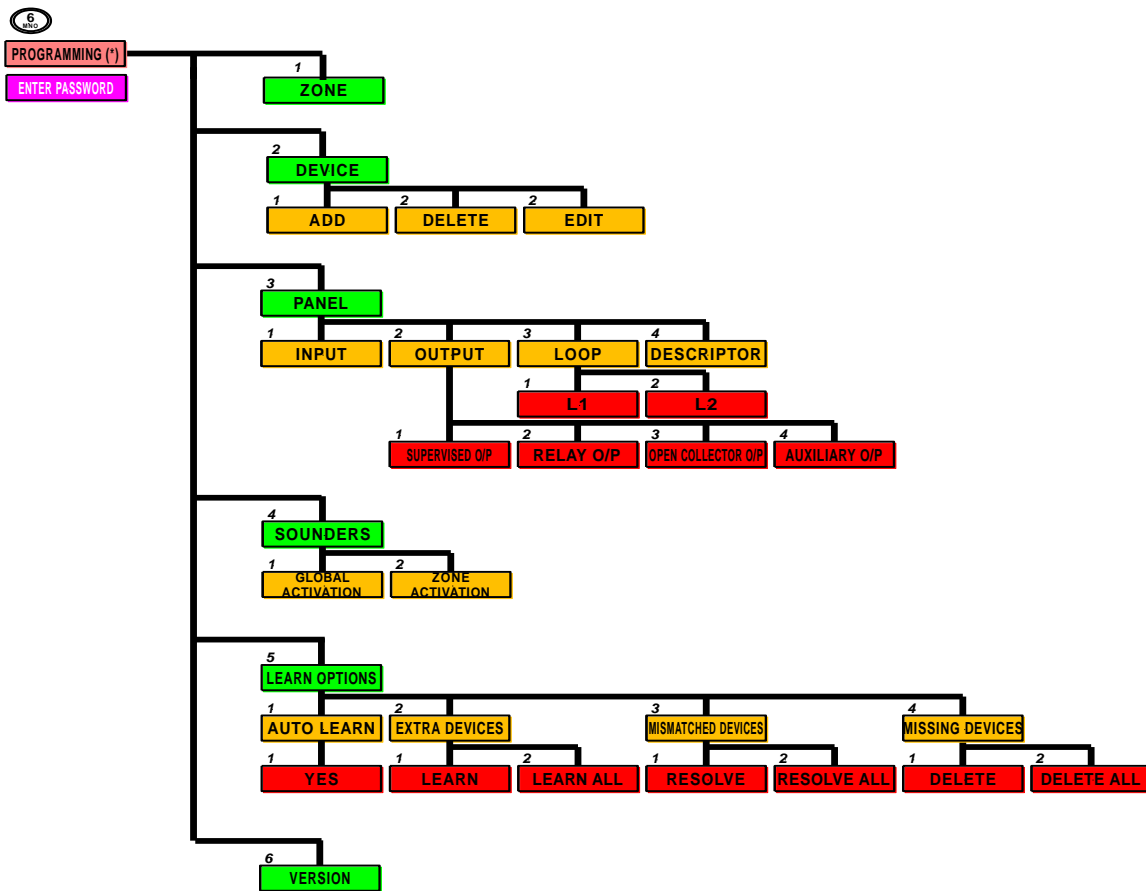 6
MNO
PROGRAMMING (*)
ENTER PASSWORD
1
ZONE
2
DEVICE
1 2 2
ADD DELETE EDIT
3
PANEL
1 2 3 4
INPUT OUTPUT LOOP DESCRIPTOR
1 2
L1 L2
1 2 3 4
SUPERVISED O/P RELAY O/P OPEN COLLECTOR O/P AUXILIARY O/P
4
SOUNDERS
1 2
GLOBAL ACTIVATION ZONE ACTIVATION
5
LEARN OPTIONS
1 2 3 4
AUTO LEARN EXTRA DEVICES MISMATCHED DEVICES MISSING DEVICES
1 1 2 1 2 1 2
YES LEARN LEARN ALL RESOLVE RESOLVE ALL DELETE DELETE ALL
6
VERSION